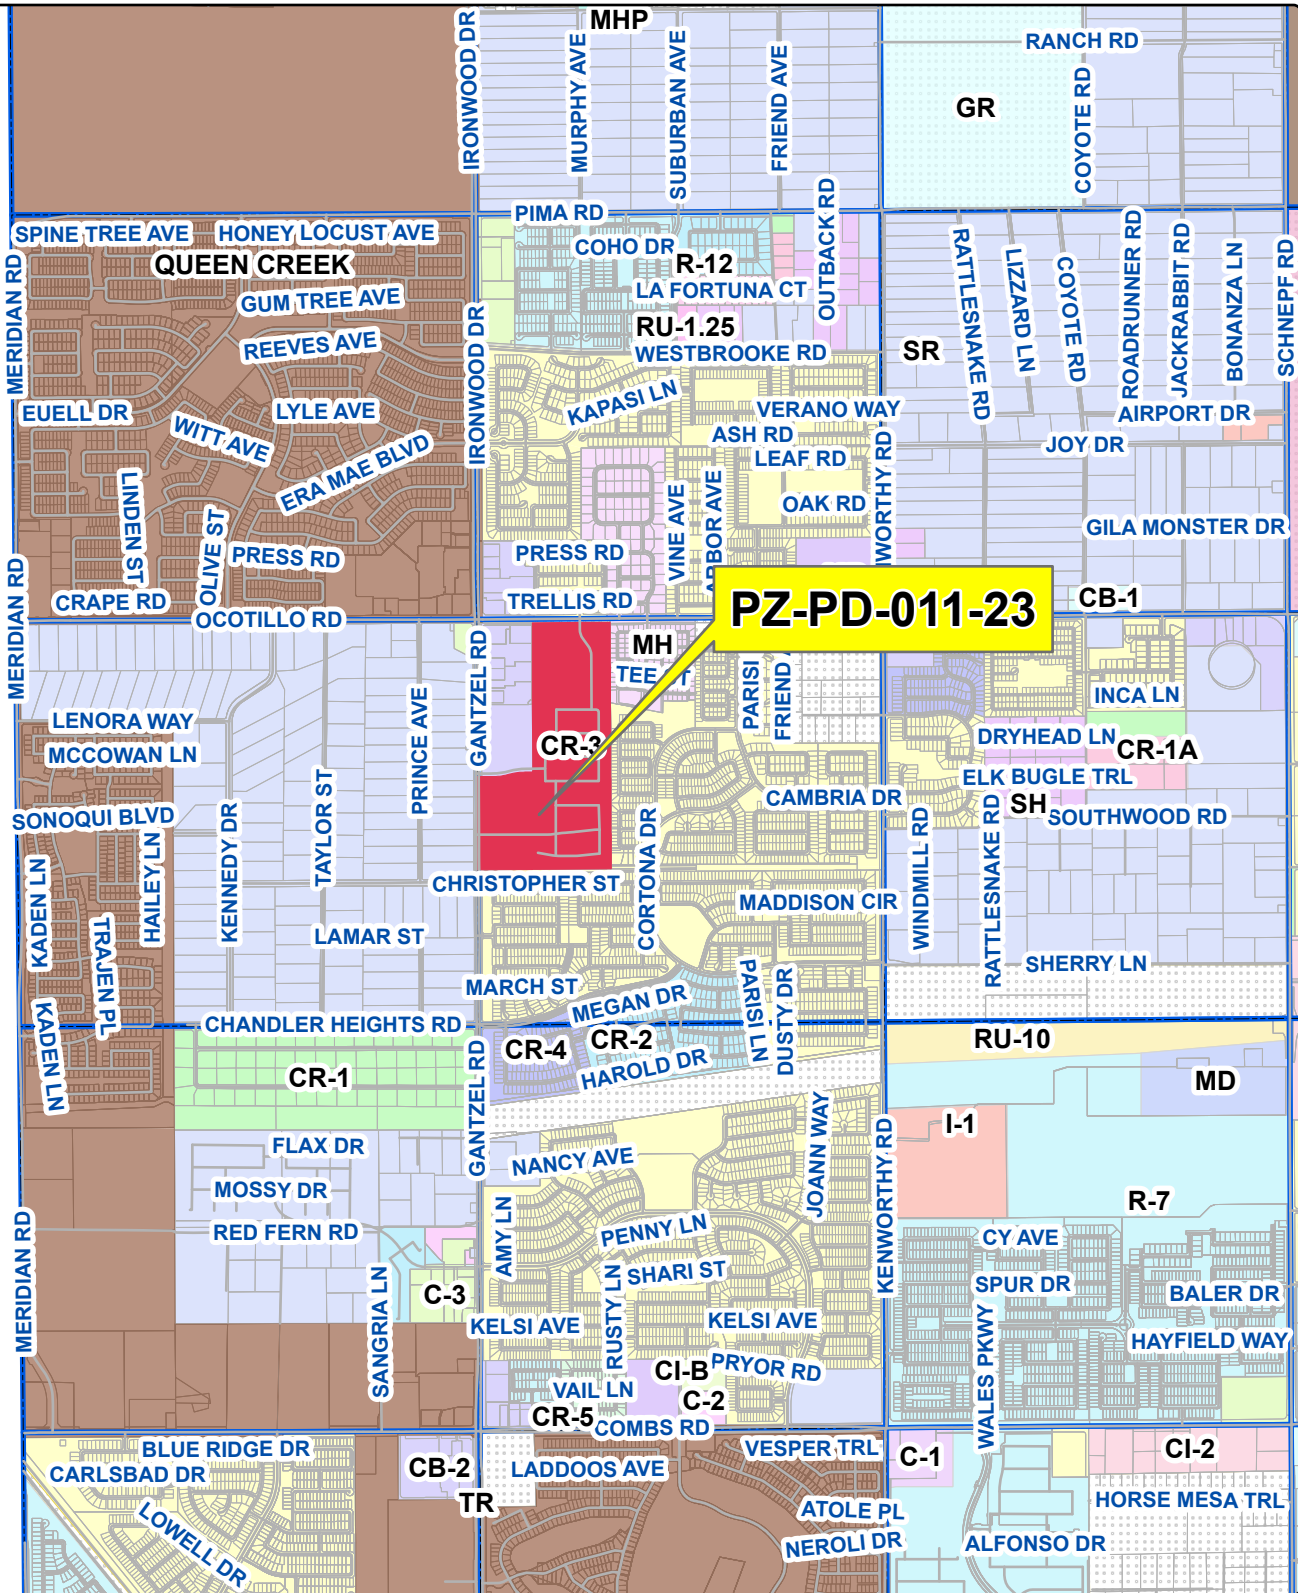 MHP
IRONWOOD DR
MURPHY AVE
SUBURBAN AVE
FRIEND AVE
RANCH RD
COYOTE RD
GR
PIMA RD
OUTBACK RD
SPINE TREE AVE
HONEY LOCUST AVE
COHO DR
R-12
QUEEN CREEK
LA FORTUNA CT
GUM TREE AVE
RU-1.25
REEVES AVE
WESTBROOKE RD
SR
MERIDIAN RD
IRONWOOD DR
RATTLESNAKE RD
LIZZARD LN
COYOTE RD
ROADRUNNER RD
JACKRABBIT RD
BONANZA LN
SCHNEPF RD
EUELL DR
LYLE AVE
KAPASI LN
VERANO WAY
AIRPORT DR
WITT AVE
ASH RD
JOY DR
ERA MAE BLVD
LEAF RD
LINDEN ST
OLIVE ST
VINE AVE
ARBOR AVE
OAK RD
WORTHY RD
GILA MONSTER DR
PRESS RD
PRESS RD
MERIDIAN RD
CRAPE RD
TRELLIS RD
CB-1
OCOTILLO RD
PZ-PD-011-23
MH
TEE ST
PARISI
FRIEND A
GANTZEL RD
INCA LN
LENORA WAY
PRINCE AVE
DRYHEAD LN
CR-1A
MCCOWAN LN
CR-3
ELK BUGLE TRL
TAYLOR ST
CAMBRIA DR
SH
SONOQUI BLVD
SOUTHWOOD RD
KENNEDY DR
HAILEY LN
CORTONA DR
WINDMILL RD
RATTLESNAKE RD
CHRISTOPHER ST
KADEN LN
MADDISON CIR
TRAJEN PL
LAMAR ST
SHERRY LN
MARCH ST
MEGAN DR
PARISI LN
DUSTY DR
CHANDLER HEIGHTS RD
KADEN LN
CR-4
CR-2
RU-10
HAROLD DR
CR-1
GANTZEL RD
MD
I-1
FLAX DR
NANCY AVE
JOANN WAY
KENWORTHY RD
MOSSY DR
R-7
RED FERN RD
AMY LN
PENNY LN
CY AVE
MERIDIAN RD
SHARI ST
SPUR DR
SANGRIA LN
C-3
RUSTY LN
BALER DR
KELSI AVE
KELSI AVE
HAYFIELD WAY
CI-B
PRYOR RD
WALES PKWY
VAIL LN
C-2
CR-5
COMBS RD
BLUE RIDGE DR
VESPER TRL
CARLSBAD DR
CB-2
LADDOOS AVE
C-1
CI-2
TR
HORSE MESA TRL
ATOLE PL
LOWELL DR
NEROLI DR
ALFONSO DR